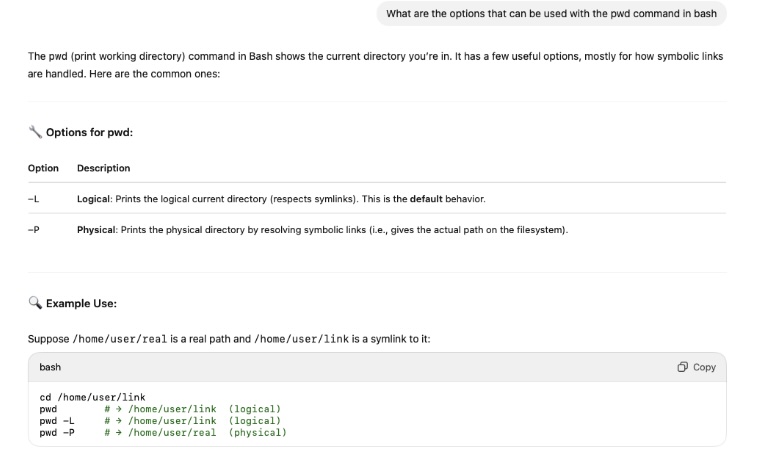 What are the options that can be used with the pwd command in bash
The pwd (print working directory) command in Bash shows the current directory you're in. It has a few useful options, mostly for how symbolic links
are handled. Here are the common ones:
🔧 Options for pwd:
Option Description
-L Logical: Prints the logical current directory (respects symlinks). This is the default behavior.
-P Physical: Prints the physical directory by resolving symbolic links (i.e., gives the actual path on the filesystem).
🔍 Example Use:
Suppose /home/user/real is a real path and /home/user/link is a symlink to it:
bash Copy
cd /home/user/link
pwd # → /home/user/link (logical)
pwd -L # → /home/user/link (logical)
pwd -P # → /home/user/real (physical)